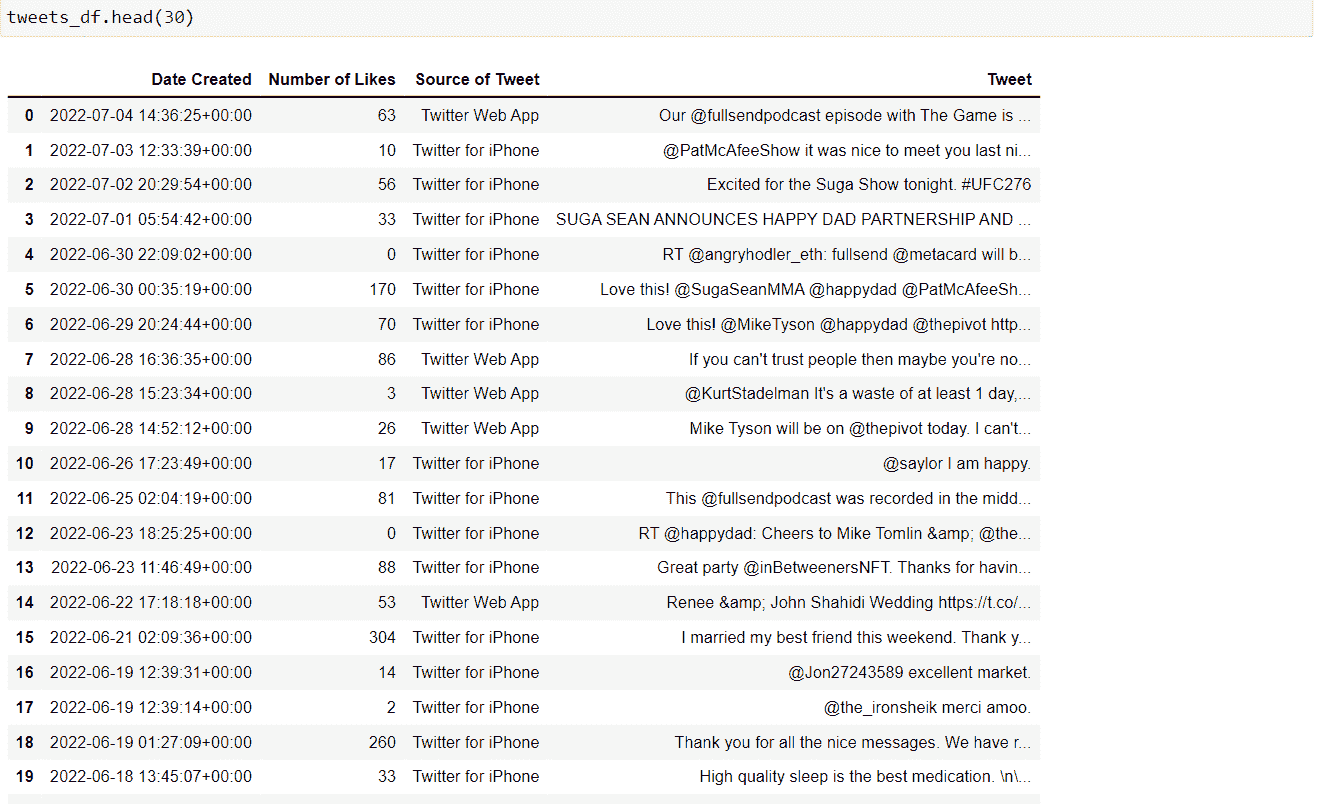 tweets_df.head(30)
Date Created Number of Likes Source of Tweet Tweet
0 2022-07-04 14:36:25+00:00 63 Twitter Web App Our @fullsendpodcast episode with The Game is ...
1 2022-07-03 12:33:39+00:00 10 Twitter for iPhone @PatMcAfeeShow it was nice to meet you last ni...
2 2022-07-02 20:29:54+00:00 56 Twitter for iPhone Excited for the Suga Show tonight. #UFC276
3 2022-07-01 05:54:42+00:00 33 Twitter for iPhone SUGA SEAN ANNOUNCES HAPPY DAD PARTNERSHIP AND ...
4 2022-06-30 22:09:02+00:00 0 Twitter for iPhone RT @angryhodler_eth: fullsend @metacard will b...
5 2022-06-30 00:35:19+00:00 170 Twitter for iPhone Love this! @SugaSeanMMA @happydad @PatMcAfeeSh...
6 2022-06-29 20:24:44+00:00 70 Twitter for iPhone Love this! @MikeTyson @happydad @thepivot http...
7 2022-06-28 16:36:35+00:00 86 Twitter Web App If you can't trust people then maybe you're no...
8 2022-06-28 15:23:34+00:00 3 Twitter Web App @KurtStadelman It's a waste of at least 1 day,...
9 2022-06-28 14:52:12+00:00 26 Twitter Web App Mike Tyson will be on @thepivot today. I can't...
10 2022-06-26 17:23:49+00:00 17 Twitter for iPhone @saylor I am happy.
11 2022-06-25 02:04:19+00:00 81 Twitter for iPhone This @fullsendpodcast was recorded in the midd...
12 2022-06-23 18:25:25+00:00 0 Twitter for iPhone RT @happydad: Cheers to Mike Tomlin &amp; @the...
13 2022-06-23 11:46:49+00:00 88 Twitter for iPhone Great party @inBetweenersNFT. Thanks for havin...
14 2022-06-22 17:18:18+00:00 53 Twitter Web App Renee &amp; John Shahidi Wedding https://t.co/...
15 2022-06-21 02:09:36+00:00 304 Twitter for iPhone I married my best friend this weekend. Thank y...
16 2022-06-19 12:39:31+00:00 14 Twitter for iPhone @Jon27243589 excellent market.
17 2022-06-19 12:39:14+00:00 2 Twitter for iPhone @the_ironsheik merci amoo.
18 2022-06-19 01:27:09+00:00 260 Twitter for iPhone Thank you for all the nice messages. We have r...
19 2022-06-18 13:45:07+00:00 33 Twitter for iPhone High quality sleep is the best medication. \n\...